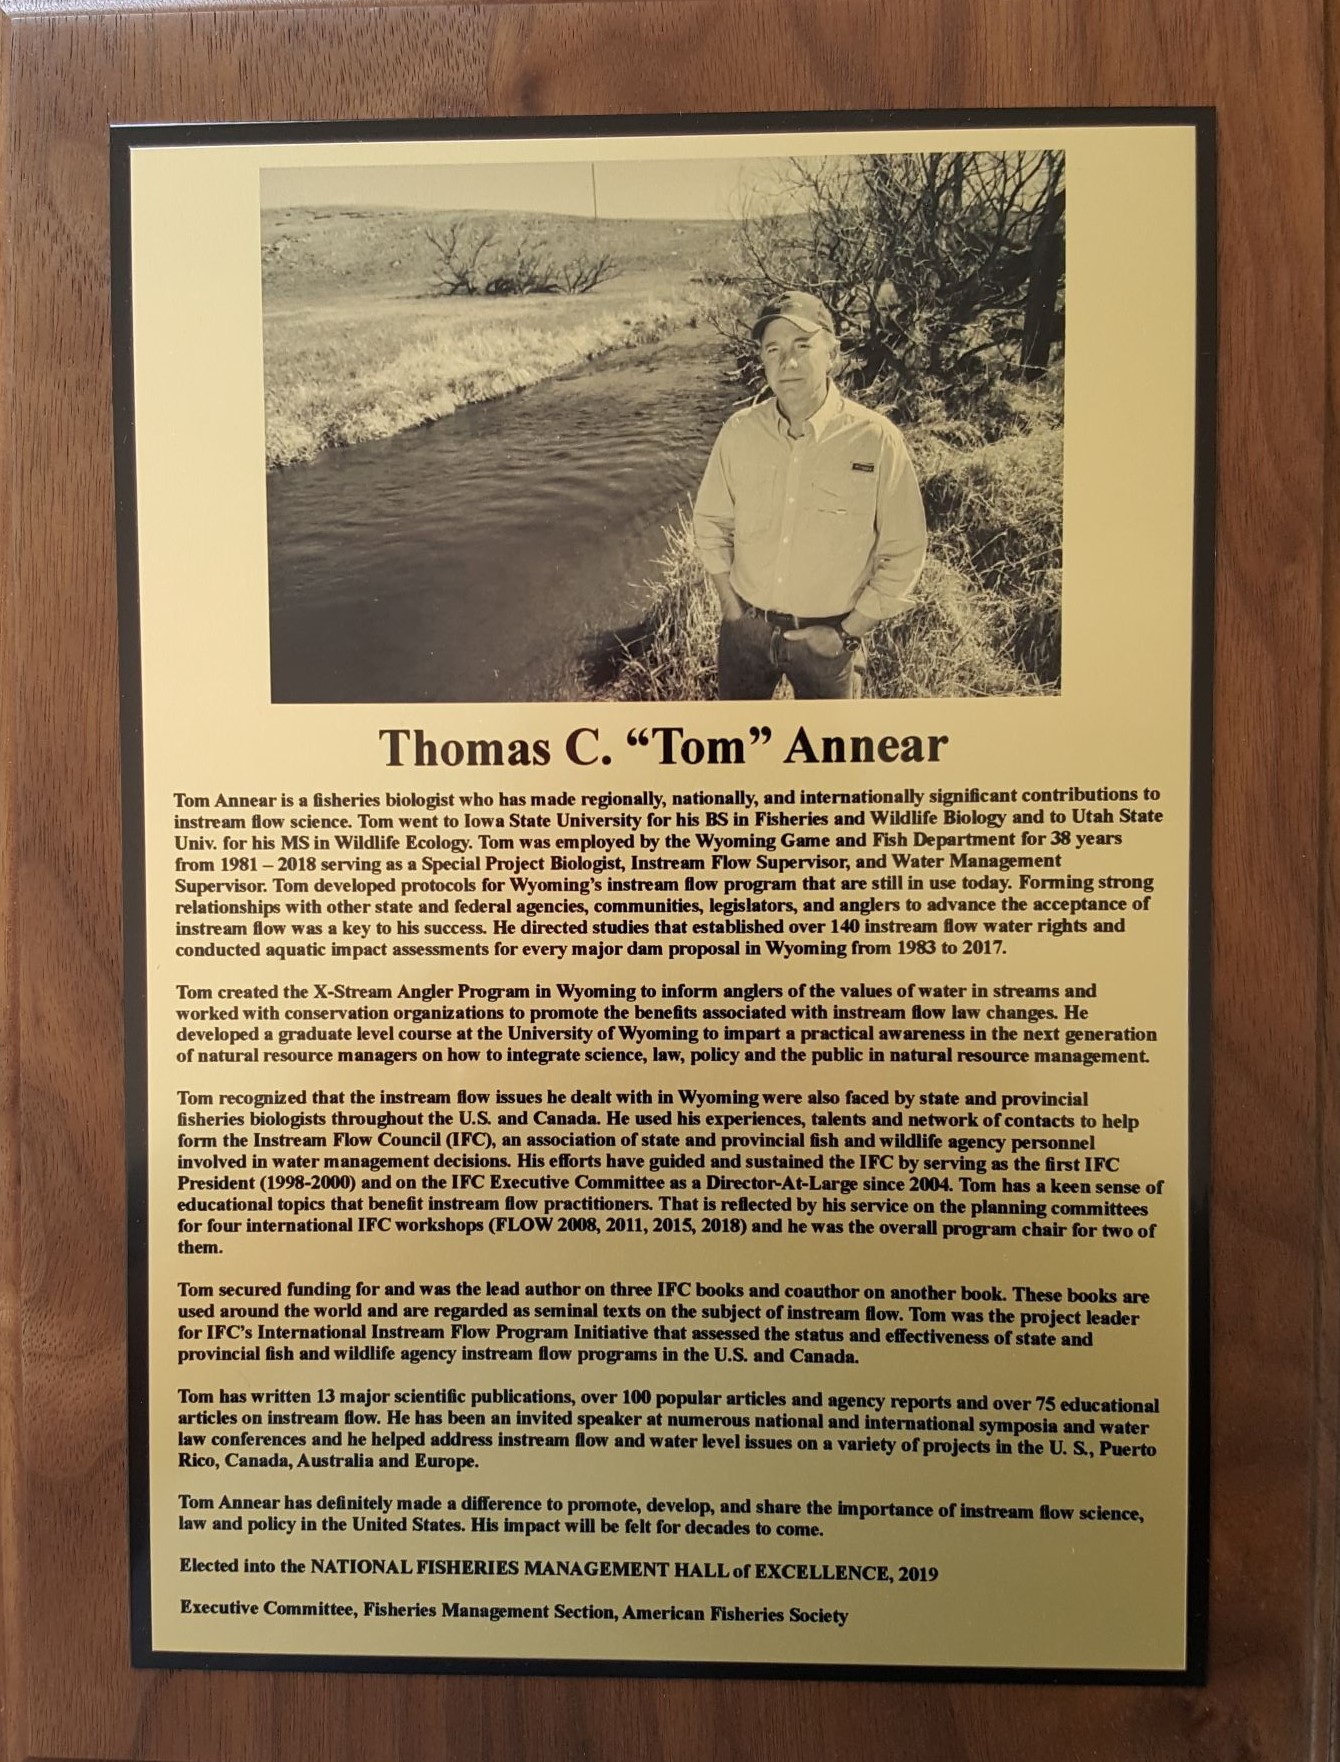 Thomas C. “Tom” Annear
Tom Annear is a fisheries biologist who has made regionally, nationally, and internationally significant contributions to
instream flow science. Tom went to Iowa State University for his BS in Fisheries and Wildlife Biology and to Utah State
Univ. for his MS in Wildlife Ecology. Tom was employed by the Wyoming Game and Fish Department for 38 years
from 1981 – 2018 serving as a Special Project Biologist, Instream Flow Supervisor, and Water Management
Supervisor. Tom developed protocols for Wyoming’s instream flow program that are still in use today. Forming strong
relationships with other state and federal agencies, communities, legislators, and anglers to advance the acceptance of
instream flow was a key to his success. He directed studies that established over 140 instream flow water rights and
conducted aquatic impact assessments for every major dam proposal in Wyoming from 1983 to 2017.
Tom created the X-Stream Angler Program in Wyoming to inform anglers of the values of water in streams and
worked with conservation organizations to promote the benefits associated with instream flow law changes. He
developed a graduate level course at the University of Wyoming to impart a practical awareness in the next generation
of natural resource managers on how to integrate science, law, policy and the public in natural resource management.
Tom recognized that the instream flow issues he dealt with in Wyoming were also faced by state and provincial
fisheries biologists throughout the U.S. and Canada. He used his experiences, talents and network of contacts to help
form the Instream Flow Council (IFC), an association of state and provincial fish and wildlife agency personnel
involved in water management decisions. His efforts have guided and sustained the IFC by serving as the first IFC
President (1998-2000) and on the IFC Executive Committee as a Director-At-Large since 2004. Tom has a keen sense of
educational topics that benefit instream flow practitioners. That is reflected by his service on the planning committees
for four international IFC workshops (FLOW 2008, 2011, 2015, 2018) and he was the overall program chair for two of
them.
Tom secured funding for and was the lead author on three IFC books and coauthor on another book. These books are
used around the world and are regarded as seminal texts on the subject of instream flow. Tom was the project leader
for IFC’s International Instream Flow Program Initiative that assessed the status and effectiveness of state and
provincial fish and wildlife agency instream flow programs in the U.S. and Canada.
Tom has written 13 major scientific publications, over 100 popular articles and agency reports and over 75 educational
articles on instream flow. He has been an invited speaker at numerous national and international symposia and water
law conferences and he helped address instream flow and water level issues on a variety of projects in the U. S., Puerto
Rico, Canada, Australia and Europe.
Tom Annear has definitely made a difference to promote, develop, and share the importance of instream flow science,
law and policy in the United States. His impact will be felt for decades to come.
Elected into the NATIONAL FISHERIES MANAGEMENT HALL of EXCELLENCE, 2019
Executive Committee, Fisheries Management Section, American Fisheries Society